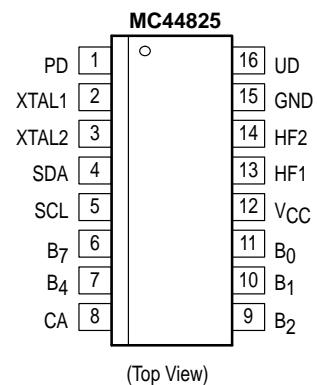 MC44825
PD 1 16 UD
XTAL1 2 15 GND
XTAL2 3 14 HF2
SDA 4 13 HF1
SCL 5 12 VCC
B7 6 11 B0
B4 7 10 B1
CA 8 9 B2
(Top View)